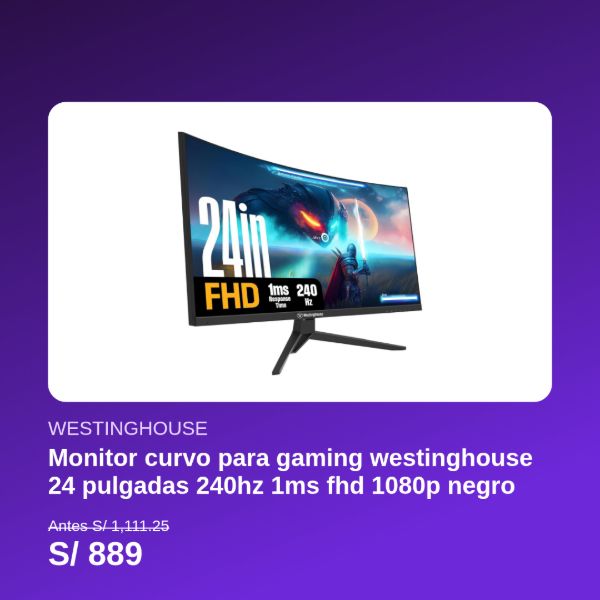 24in
FHD
1ms
Response
Time
240
Hz
Westinghouse
WESTINGHOUSE
Monitor curvo para gaming westinghouse
24 pulgadas 240hz 1ms fhd 1080p negro
Antes S/ 1,111.25
S/ 889